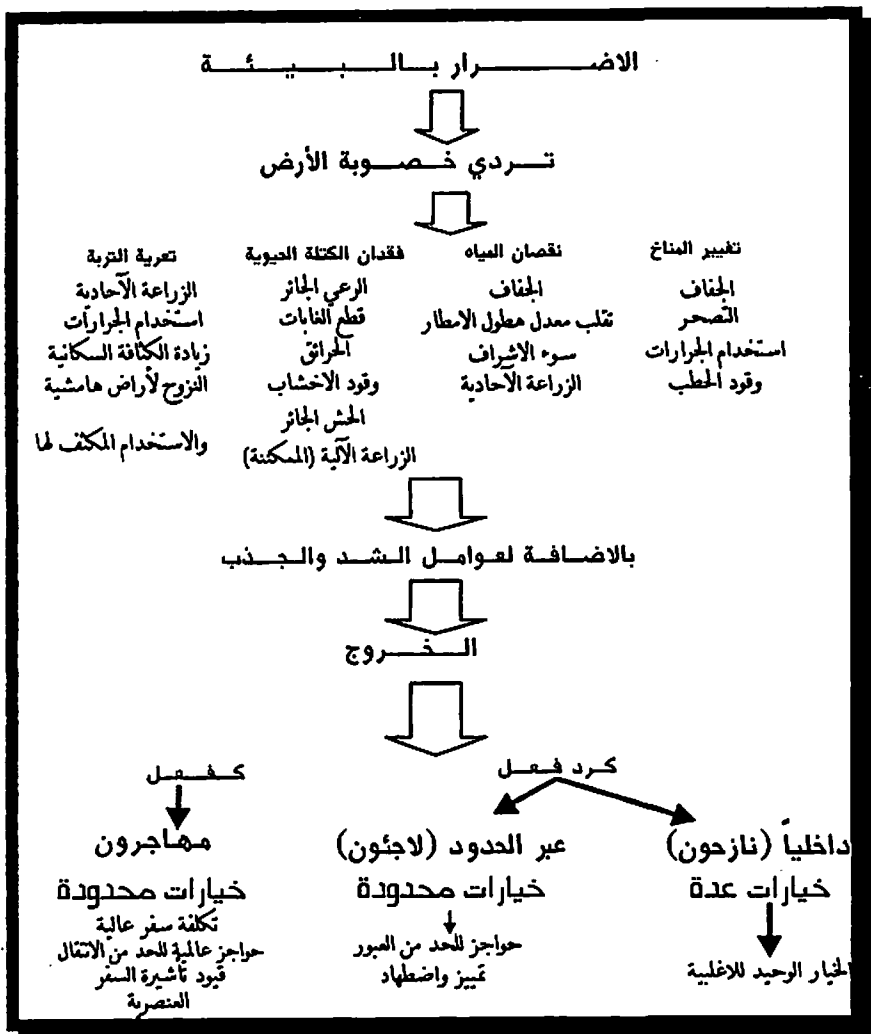 الاضرار بالبيئة
تردي خصوبة الأرض
تغيير المناخ
الجفاف
التصحر
استخدام الجرارات
وقود الحطب
نقصان المياه
الجفاف
تقلب معدل هطول الامطار
سوء الاشراف
الزراعة الآحادية
فقدان الكتلة الحيوية
الرعي الجائر
قطع الغابات
الحرائق
وقود الاخشاب
الحش الجائر
الزراعة الآلية (الممكننة)
تعرية التربة
الزراعة الآحادية
استخدام الجرارات
زيادة الكثافة السكانية
النزوح لأراض هامشية
والاستخدام المكثف لها
بالاضافة لعوامل الشد والجذب
الخروج
كرد فعل
داخلياً (نازحون)
خيارات عدة
الخيار الوحيد للاغلبية
عبر الحدود (لاجئون)
خيارات محدودة
حواجز للحد من العبور
تمييز واضطهاد
كفعل
مهاجرون
خيارات محدودة
تكلفة سفر عالية
حواجز عالمية للحد من الانتقال
قيود تأشيرة السفر
العنصرية